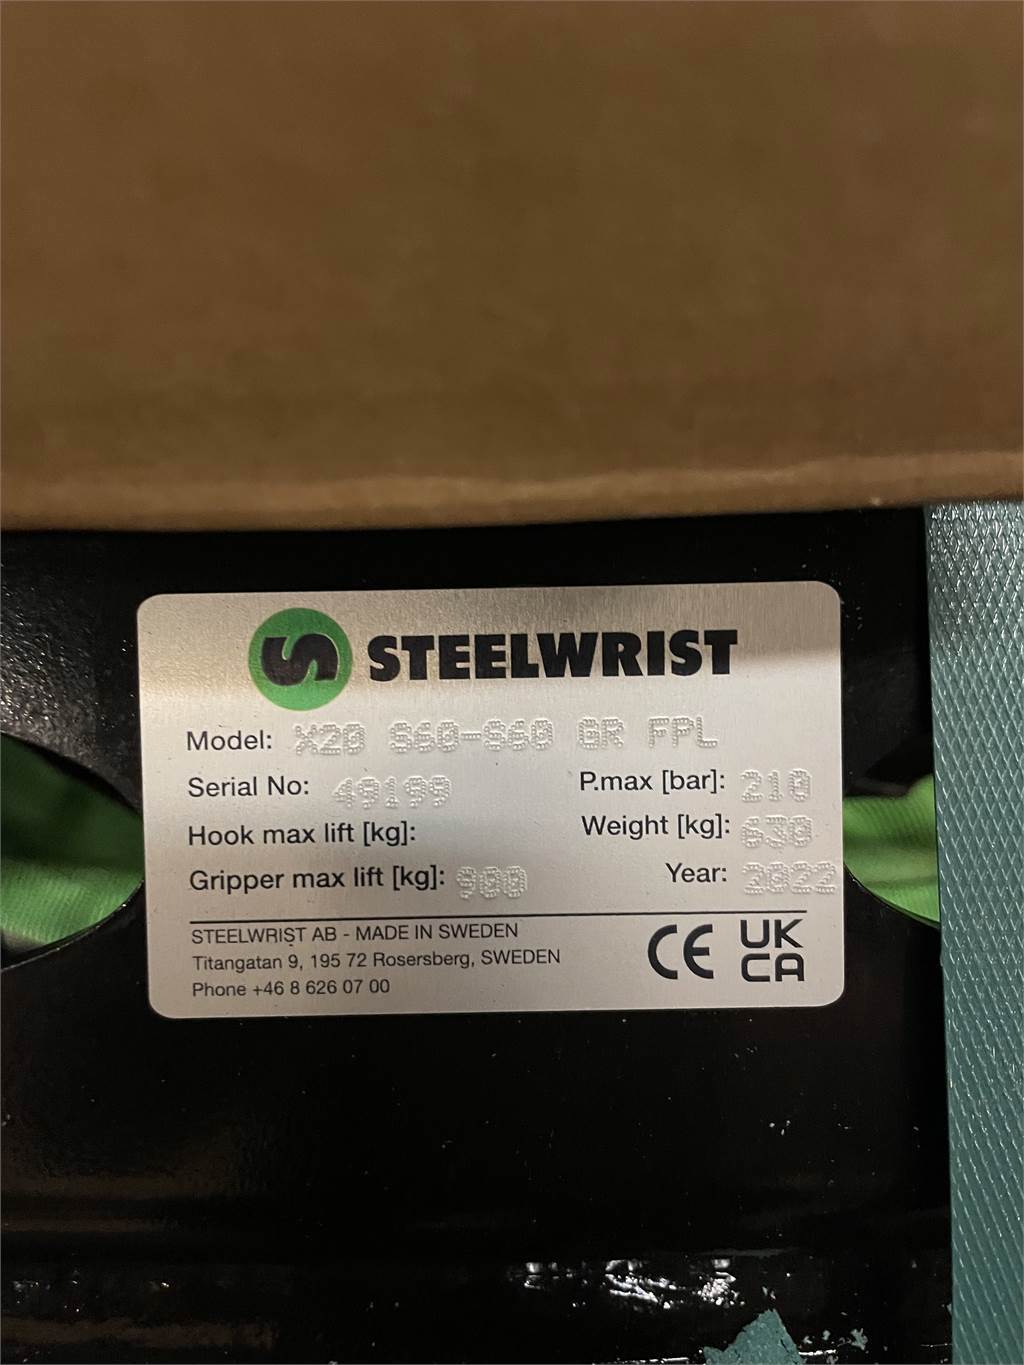 STEELWRIST
Model: X20 S60-S60 GR FPL
Serial No: 49199 P.max [bar]: 210
Hook max lift [kg]: Weight [kg]: 630
Gripper max lift [kg]: 900 Year: 2022
STEELWRIST AB - MADE IN SWEDEN
Titangatan 9, 195 72 Rosersberg, SWEDEN
Phone +46 8 626 07 00
CE UK
CA